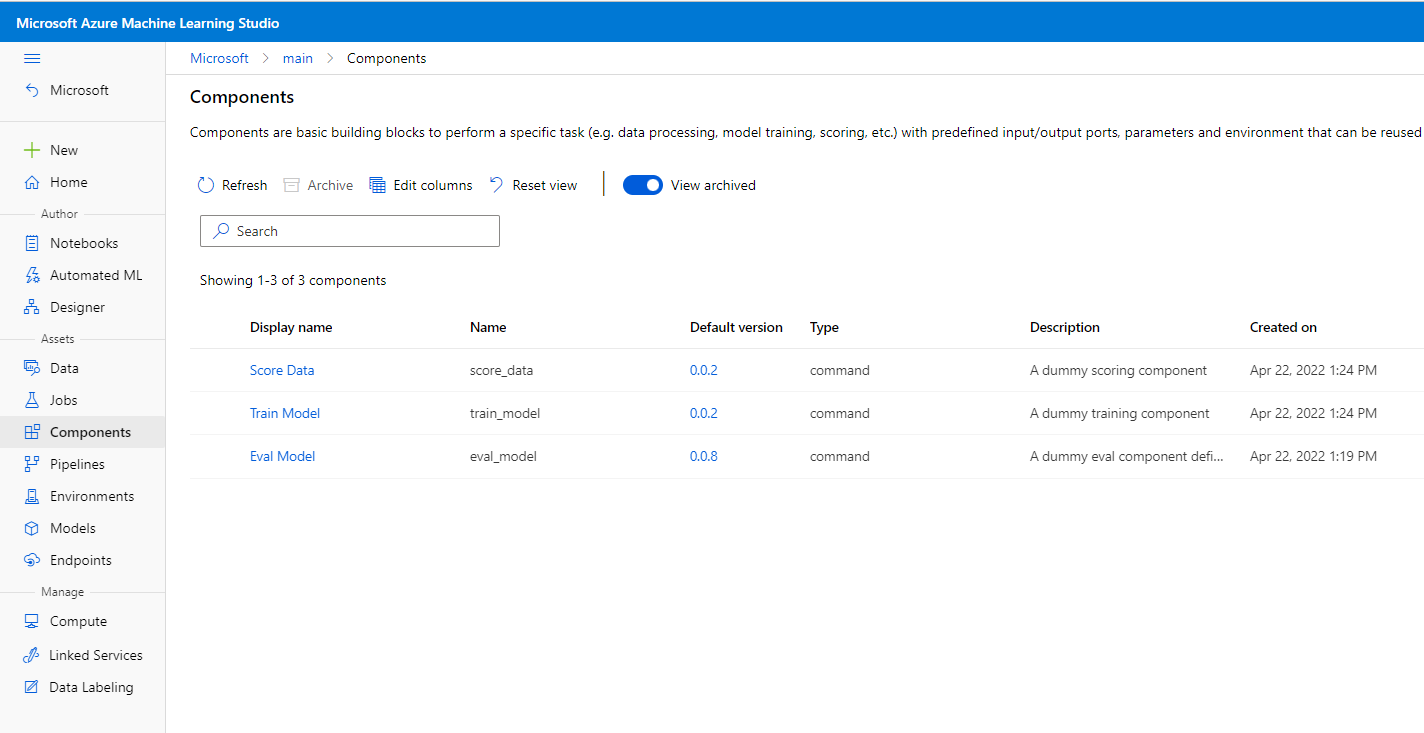 Microsoft Azure Machine Learning Studio
Microsoft
New
Home
Author
Notebooks
Automated ML
Designer
Assets
Data
Jobs
Components
Pipelines
Environments
Models
Endpoints
Manage
Compute
Linked Services
Data Labeling
Microsoft > main > Components
Components
Components are basic building blocks to perform a specific task (e.g. data processing, model training, scoring, etc.) with predefined input/output ports, parameters and environment that can be reused
Refresh Archive Edit columns Reset view View archived
Search
Showing 1-3 of 3 components
Display name Name Default version Type Description Created on
Score Data score_data 0.0.2 command A dummy scoring component Apr 22, 2022 1:24 PM
Train Model train_model 0.0.2 command A dummy training component Apr 22, 2022 1:24 PM
Eval Model eval_model 0.0.8 command A dummy eval component defi... Apr 22, 2022 1:19 PM